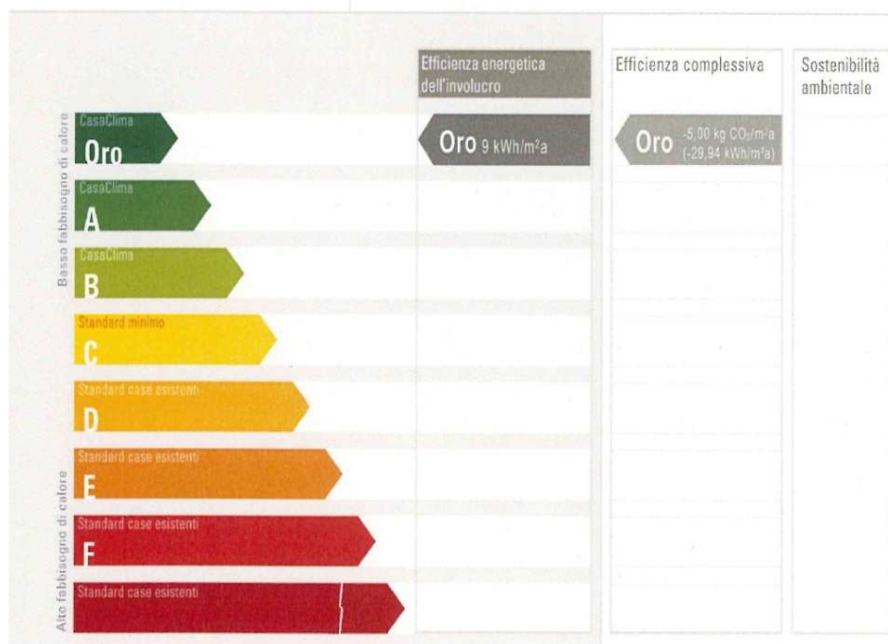 Efficienza energetica
dell'involucro
Efficienza complessiva
Sostenibilità
ambientale
Basso fabbisogno di calore
CasaClima
Oro
Oro 9 kWh/m²a
Oro -5,00 kg CO₂/m²a
(-29,94 kWh/m²a)
CasaClima
A
CasaClima
B
Standard minimo
C
Standard case esistenti
D
Alto fabbisogno di calore
Standard case esistenti
E
Standard case esistenti
F
Standard case esistenti